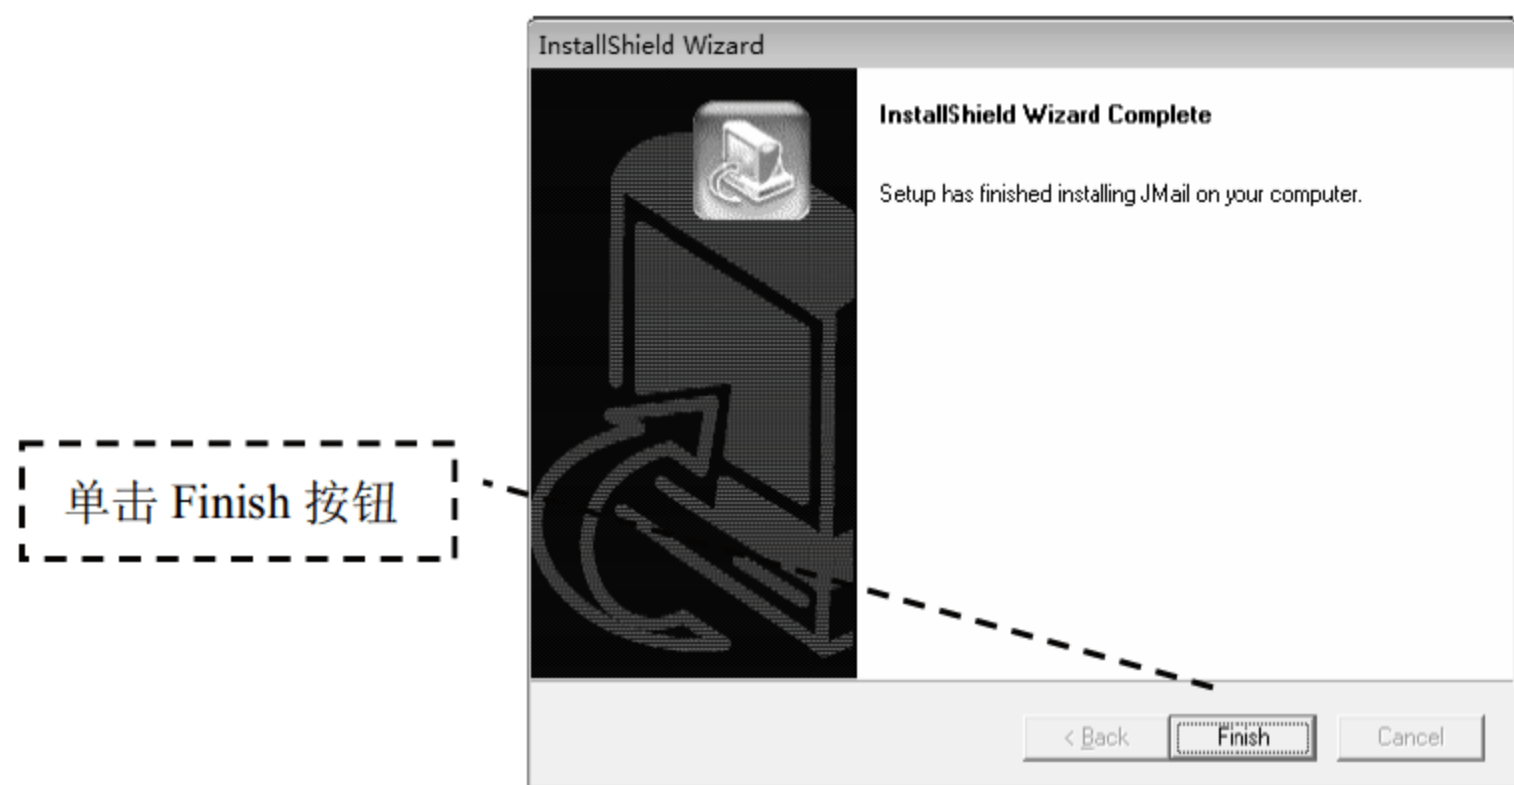 InstallShield Wizard
InstallShield Wizard Complete
Setup has finished installing JMail on your computer.
单击 Finish 按钮
< Back
Finish
Cancel